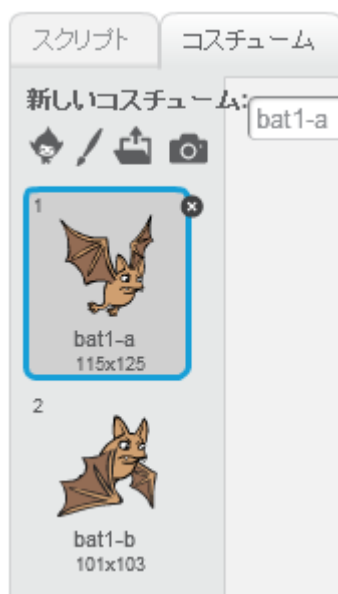 スクリプト
コスチューム
新しいコスチューム:
bat1-a
1
bat1-a
115x125
2
bat1-b
101x103